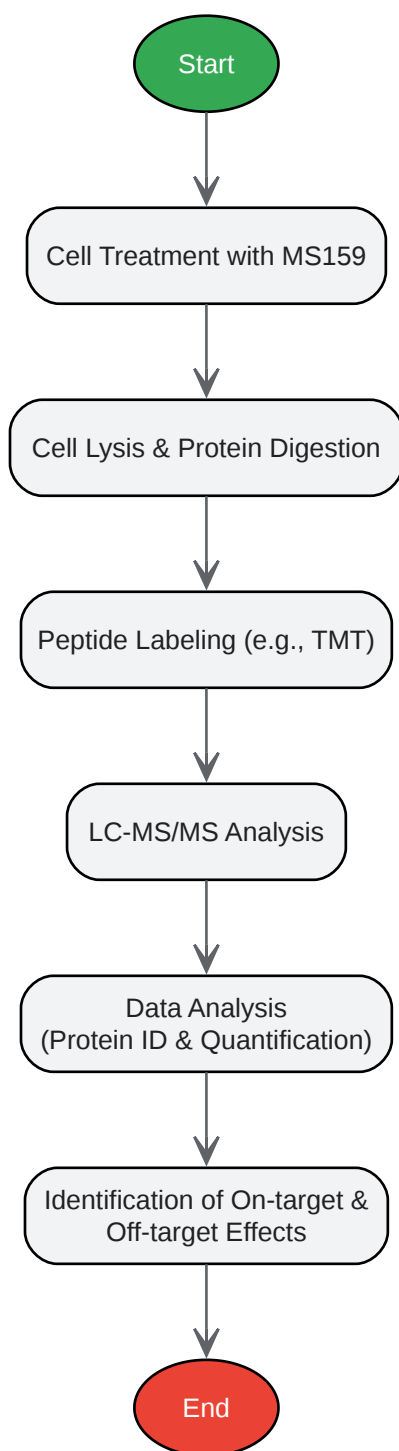 Start
Cell Treatment with MS159
Cell Lysis & Protein Digestion
Peptide Labeling (e.g., TMT)
LC-MS/MS Analysis
Data Analysis
(Protein ID & Quantification)
Identification of On-target &
Off-target Effects
End